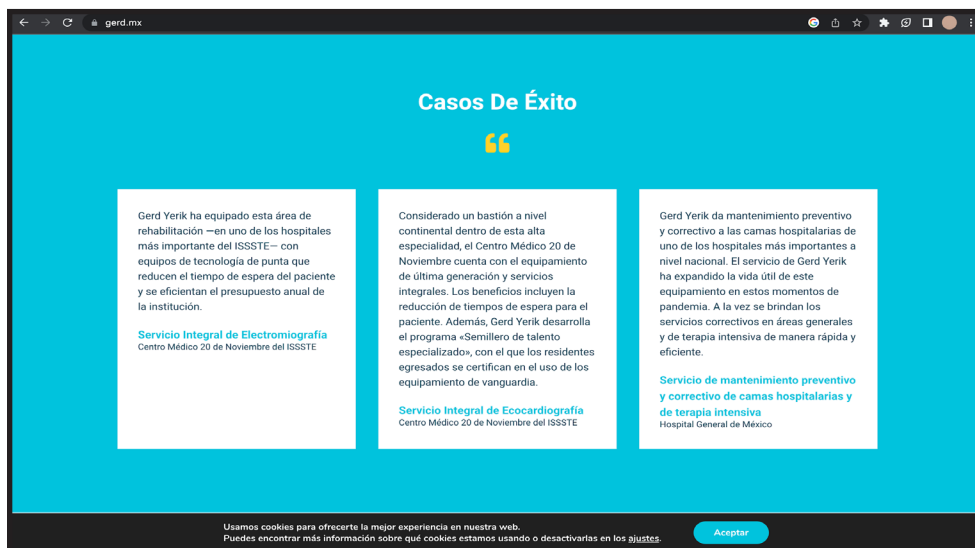 gerd.mx
Casos De Éxito
Gerd Yerik ha equipado esta área de
rehabilitación —en uno de los hospitales
más importante del ISSSTE— con
equipos de tecnología de punta que
reducen el tiempo de espera del paciente
y se eficientan el presupuesto anual de
la institución.
Servicio Integral de Electromiografía
Centro Médico 20 de Noviembre del ISSSTE
Considerado un bastión a nivel
continental dentro de esta alta
especialidad, el Centro Médico 20 de
Noviembre cuenta con el equipamiento
de última generación y servicios
integrales. Los beneficios incluyen la
reducción de tiempos de espera para el
paciente. Además, Gerd Yerik desarrolla
el programa «Semillero de talento
especializado», con el que los residentes
egresados se certifican en el uso de los
equipamiento de vanguardia.
Servicio Integral de Ecocardiografía
Centro Médico 20 de Noviembre del ISSSTE
Gerd Yerik da mantenimiento preventivo
y correctivo a las camas hospitalarias de
uno de los hospitales más importantes a
nivel nacional. El servicio de Gerd Yerik
ha expandido la vida útil de este
equipamiento en estos momentos de
pandemia. A la vez se brindan los
servicios correctivos en áreas generales
y de terapia intensiva de manera rápida y
eficiente.
Servicio de mantenimiento preventivo
y correctivo de camas hospitalarias y
de terapia intensiva
Hospital General de México
Usamos cookies para ofrecerte la mejor experiencia en nuestra web.
Puedes encontrar más información sobre qué cookies estamos usando o desactivarlas en los ajustes.
Aceptar